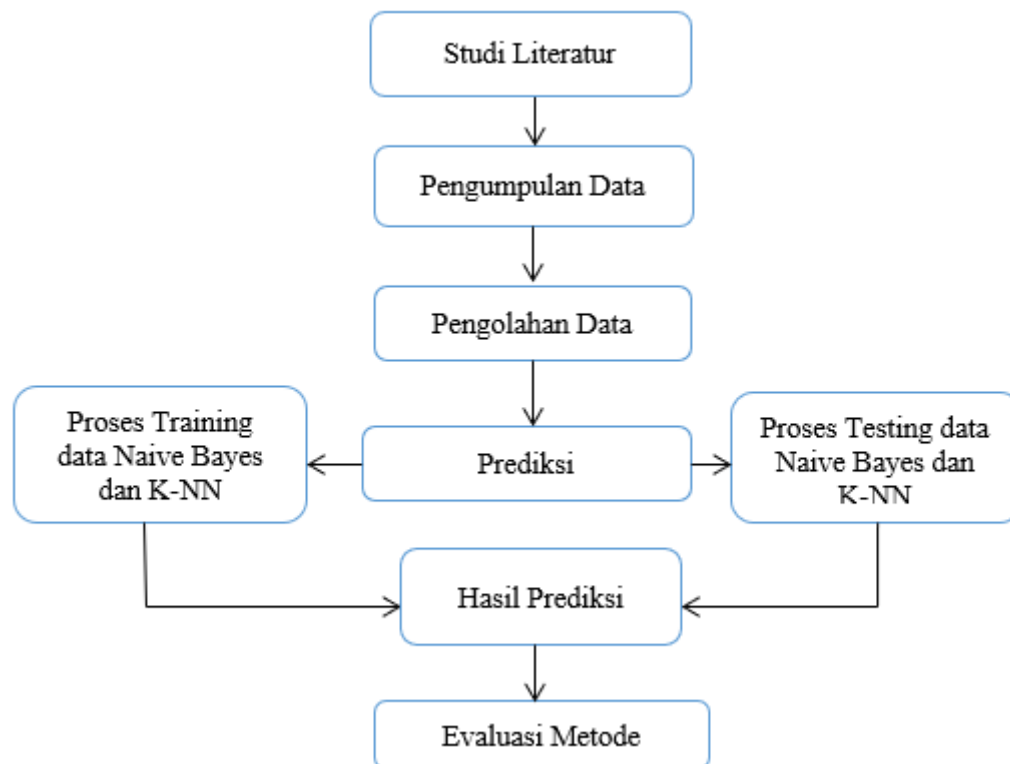 Studi Literatur
Pengumpulan Data
Pengolahan Data
Proses Training
data Naive Bayes
dan K-NN
Prediksi
Proses Testing data
Naive Bayes dan
K-NN
Hasil Prediksi
Evaluasi Metode